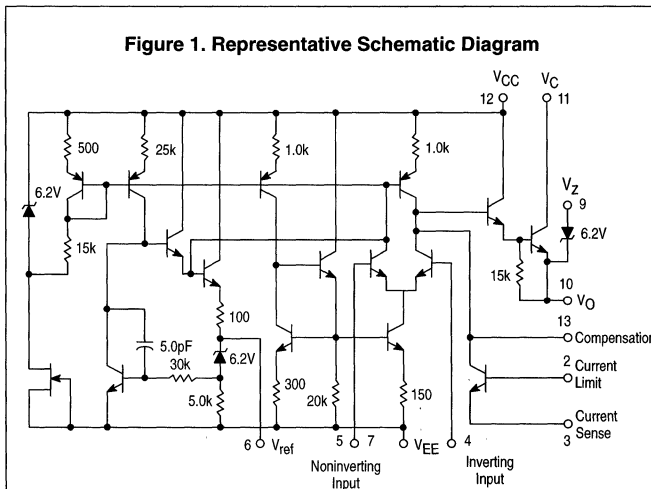 Figure 1. Representative Schematic Diagram
VCC
VC
12
11
500
25k
1.0k
1.0k
6.2V
VZ
9
6.2V
15k
15k
10
VO
100
13
Compensation
5.0pF
30k
6.2V
2
Current
Limit
5.0k
300
20k
150
6
Vref
5
7
VEE
4
Current
Sense
3
Noninverting
Input
Inverting
Input